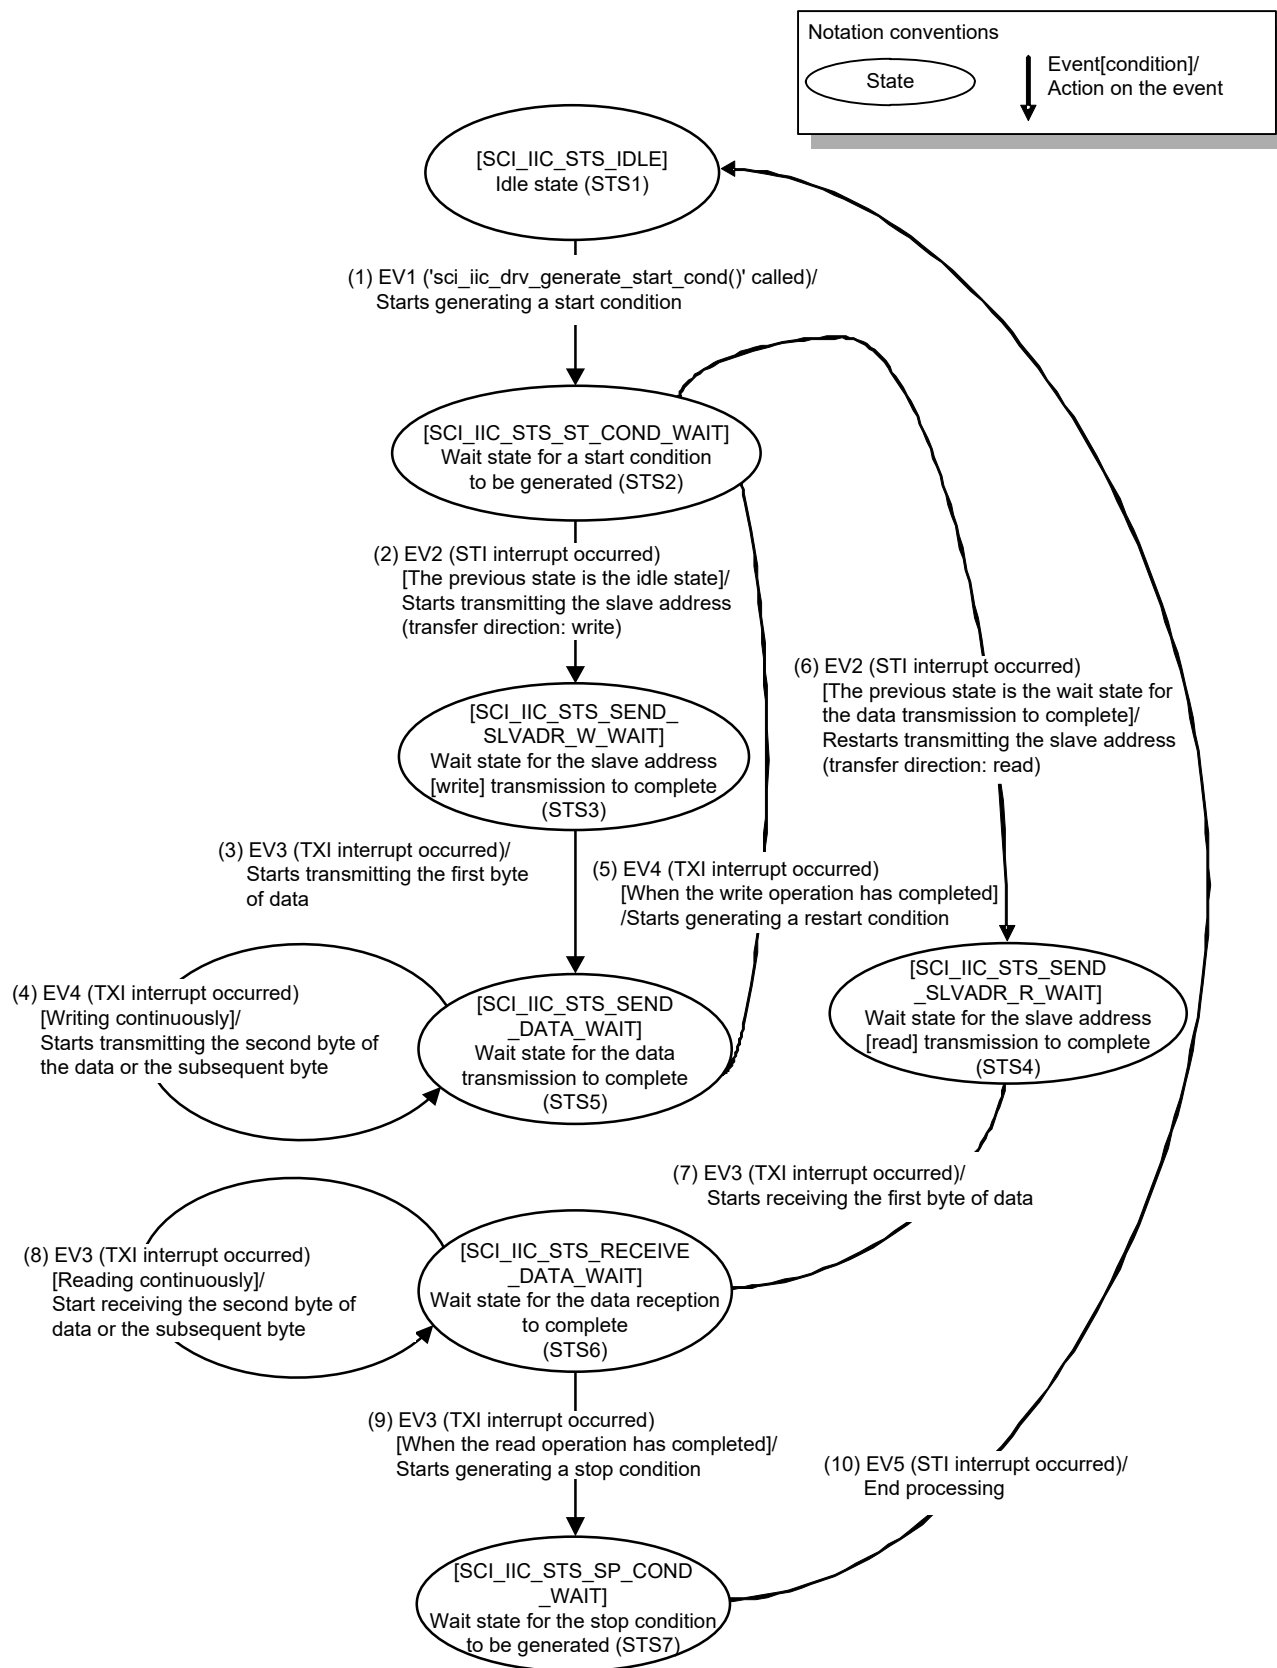 Notation conventions
State
Event[condition]/
Action on the event
[SCI_IIC_STS_IDLE]
Idle state (STS1)
(1) EV1 ('sci_iic_drv_generate_start_cond()' called)/
Starts generating a start condition
[SCI_IIC_STS_ST_COND_WAIT]
Wait state for a start condition
to be generated (STS2)
(2) EV2 (STI interrupt occurred)
[The previous state is the idle state]/
Starts transmitting the slave address
(transfer direction: write)
(6) EV2 (STI interrupt occurred)
[The previous state is the wait state for
the data transmission to complete]/
Restarts transmitting the slave address
(transfer direction: read)
[SCI_IIC_STS_SEND_
SLVADR_W_WAIT]
Wait state for the slave address
[write] transmission to complete
(STS3)
(3) EV3 (TXI interrupt occurred)/
Starts transmitting the first byte
of data
(5) EV4 (TXI interrupt occurred)
[When the write operation has completed]
/Starts generating a restart condition
(4) EV4 (TXI interrupt occurred)
[Writing continuously]/
Starts transmitting the second byte of
the data or the subsequent byte
[SCI_IIC_STS_SEND
_DATA_WAIT]
Wait state for the data
transmission to complete
(STS5)
[SCI_IIC_STS_SEND
_SLVADR_R_WAIT]
Wait state for the slave address
[read] transmission to complete
(STS4)
(7) EV3 (TXI interrupt occurred)/
Starts receiving the first byte of data
(8) EV3 (TXI interrupt occurred)
[Reading continuously]/
Start receiving the second byte of
data or the subsequent byte
[SCI_IIC_STS_RECEIVE
_DATA_WAIT]
Wait state for the data reception
to complete
(STS6)
(9) EV3 (TXI interrupt occurred)
[When the read operation has completed]/
Starts generating a stop condition
(10) EV5 (STI interrupt occurred)/
End processing
[SCI_IIC_STS_SP_COND
_WAIT]
Wait state for the stop condition
to be generated (STS7)